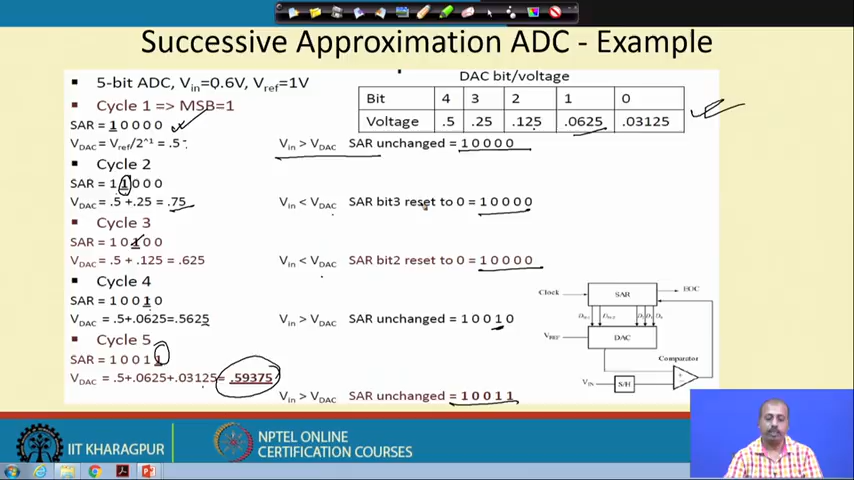 Successive Approximation ADC - Example
5-bit ADC, Vin=0.6V, Vref=1V
Cycle 1 => MSB=1
SAR = 1 0 0 0 0
VDAC = Vref/2^1 = .5
Vin > VDAC SAR unchanged = 1 0 0 0 0
Cycle 2
SAR = 1 1 0 0 0
VDAC = .5 +.25 = .75
Vin < VDAC SAR bit3 reset to 0 = 1 0 0 0 0
Cycle 3
SAR = 1 0 1 0 0
VDAC = .5 + .125 = .625
Vin < VDAC SAR bit2 reset to 0 = 1 0 0 0 0
Cycle 4
SAR = 1 0 0 1 0
VDAC = .5+.0625=.5625
Vin > VDAC SAR unchanged = 1 0 0 1 0
Cycle 5
SAR = 1 0 0 1 1
VDAC = .5+.0625+.03125= .59375
Vin > VDAC SAR unchanged = 1 0 0 1 1
DAC bit/voltage
Bit 4 3 2 1 0
Voltage .5 .25 .125 .0625 .03125
Clock SAR EOC
VREF DAC
Comparator
VIN S/H
IIT KHARAGPUR
NPTEL ONLINE
CERTIFICATION COURSES